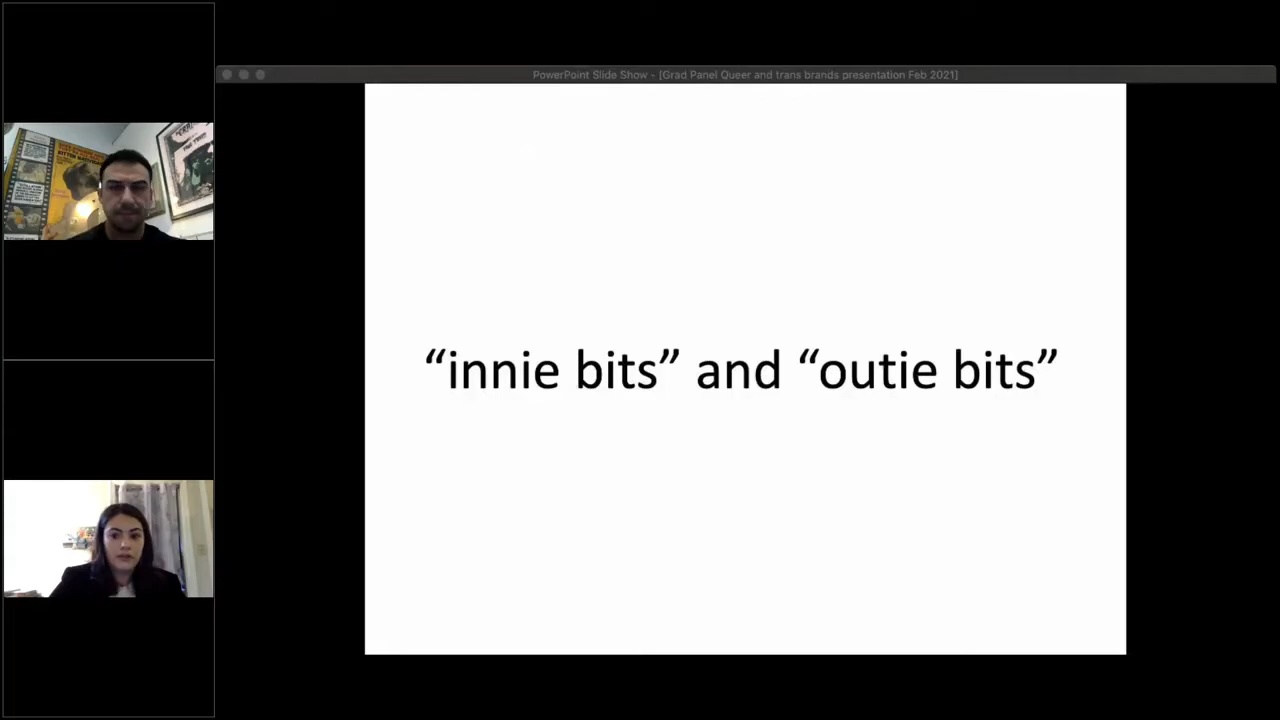 PowerPoint Slide Show - [Grad Panel Queer and trans brands presentation Feb 2021]
“innie bits” and “outie bits”